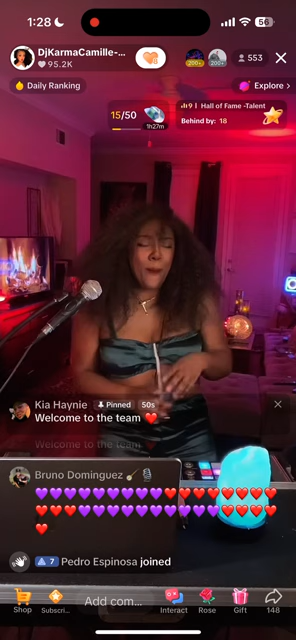 1:28
56
DjKarmaCamille-...
95.2K
200+
200+
553
Daily Ranking
Explore >
15/50
1h27m
9 | Hall of Fame -Talent
Behind by: 18
Kia Haynie Pinned 50s
Welcome to the team ❤️
Welcome to the team
Bruno Dominguez 🪕🎙️
💜💜💜💜💜💜💜💜💜💜💜❤️❤️❤️❤️❤️❤️❤️❤️❤️
❤️❤️❤️💜💜💜💜💜💜💜💜💜💜💜💜💜❤️❤️❤️❤️
❤️
7 Pedro Espinosa joined
Shop
Subscri...
Add com...
Interact
Rose
Gift
148